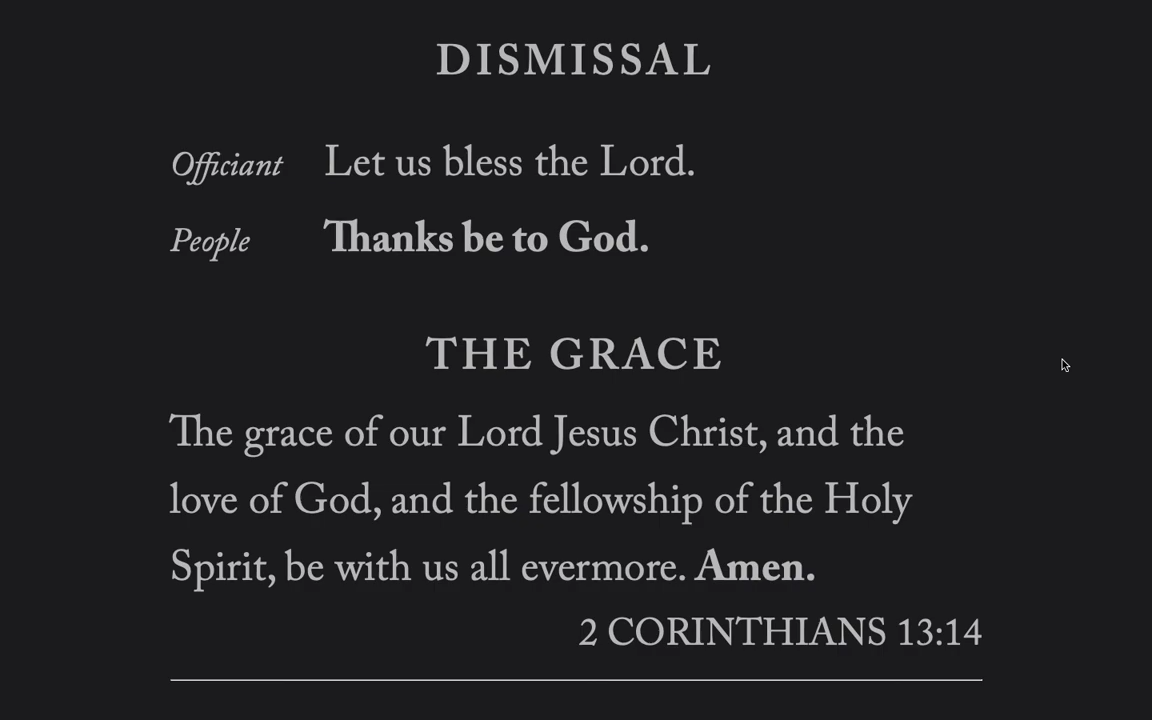 DISMISSAL
Officiant Let us bless the Lord.
People Thanks be to God.
THE GRACE
The grace of our Lord Jesus Christ, and the
love of God, and the fellowship of the Holy
Spirit, be with us all evermore. Amen.
2 CORINTHIANS 13:14